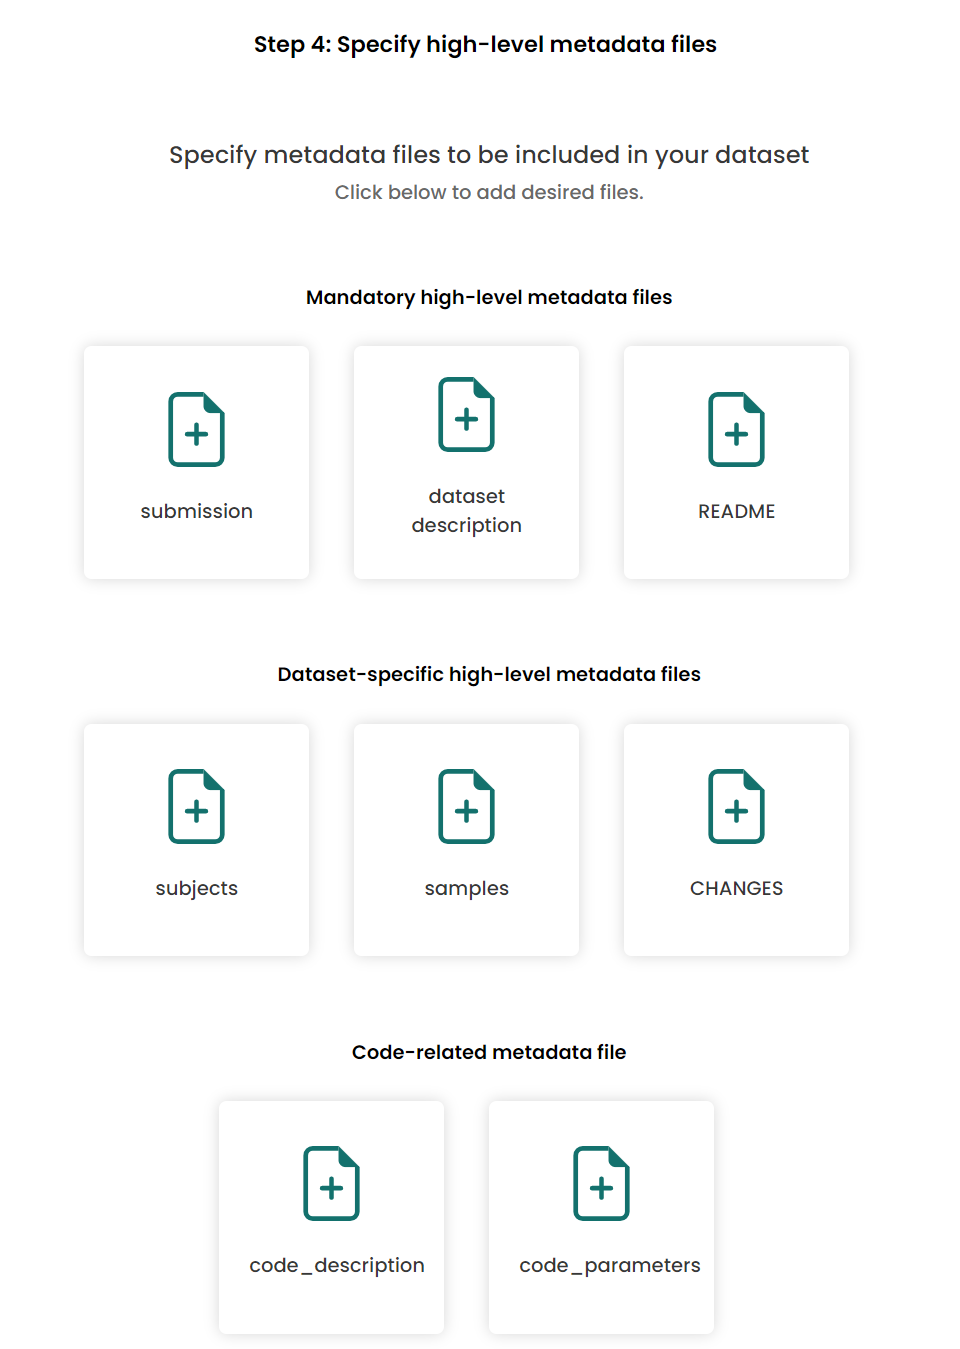 Step 4: Specify high-level metadata files
Specify metadata files to be included in your dataset
Click below to add desired files.
Mandatory high-level metadata files
submission
dataset
description
README
Dataset-specific high-level metadata files
subjects
samples
CHANGES
Code-related metadata file
code_description
code_parameters